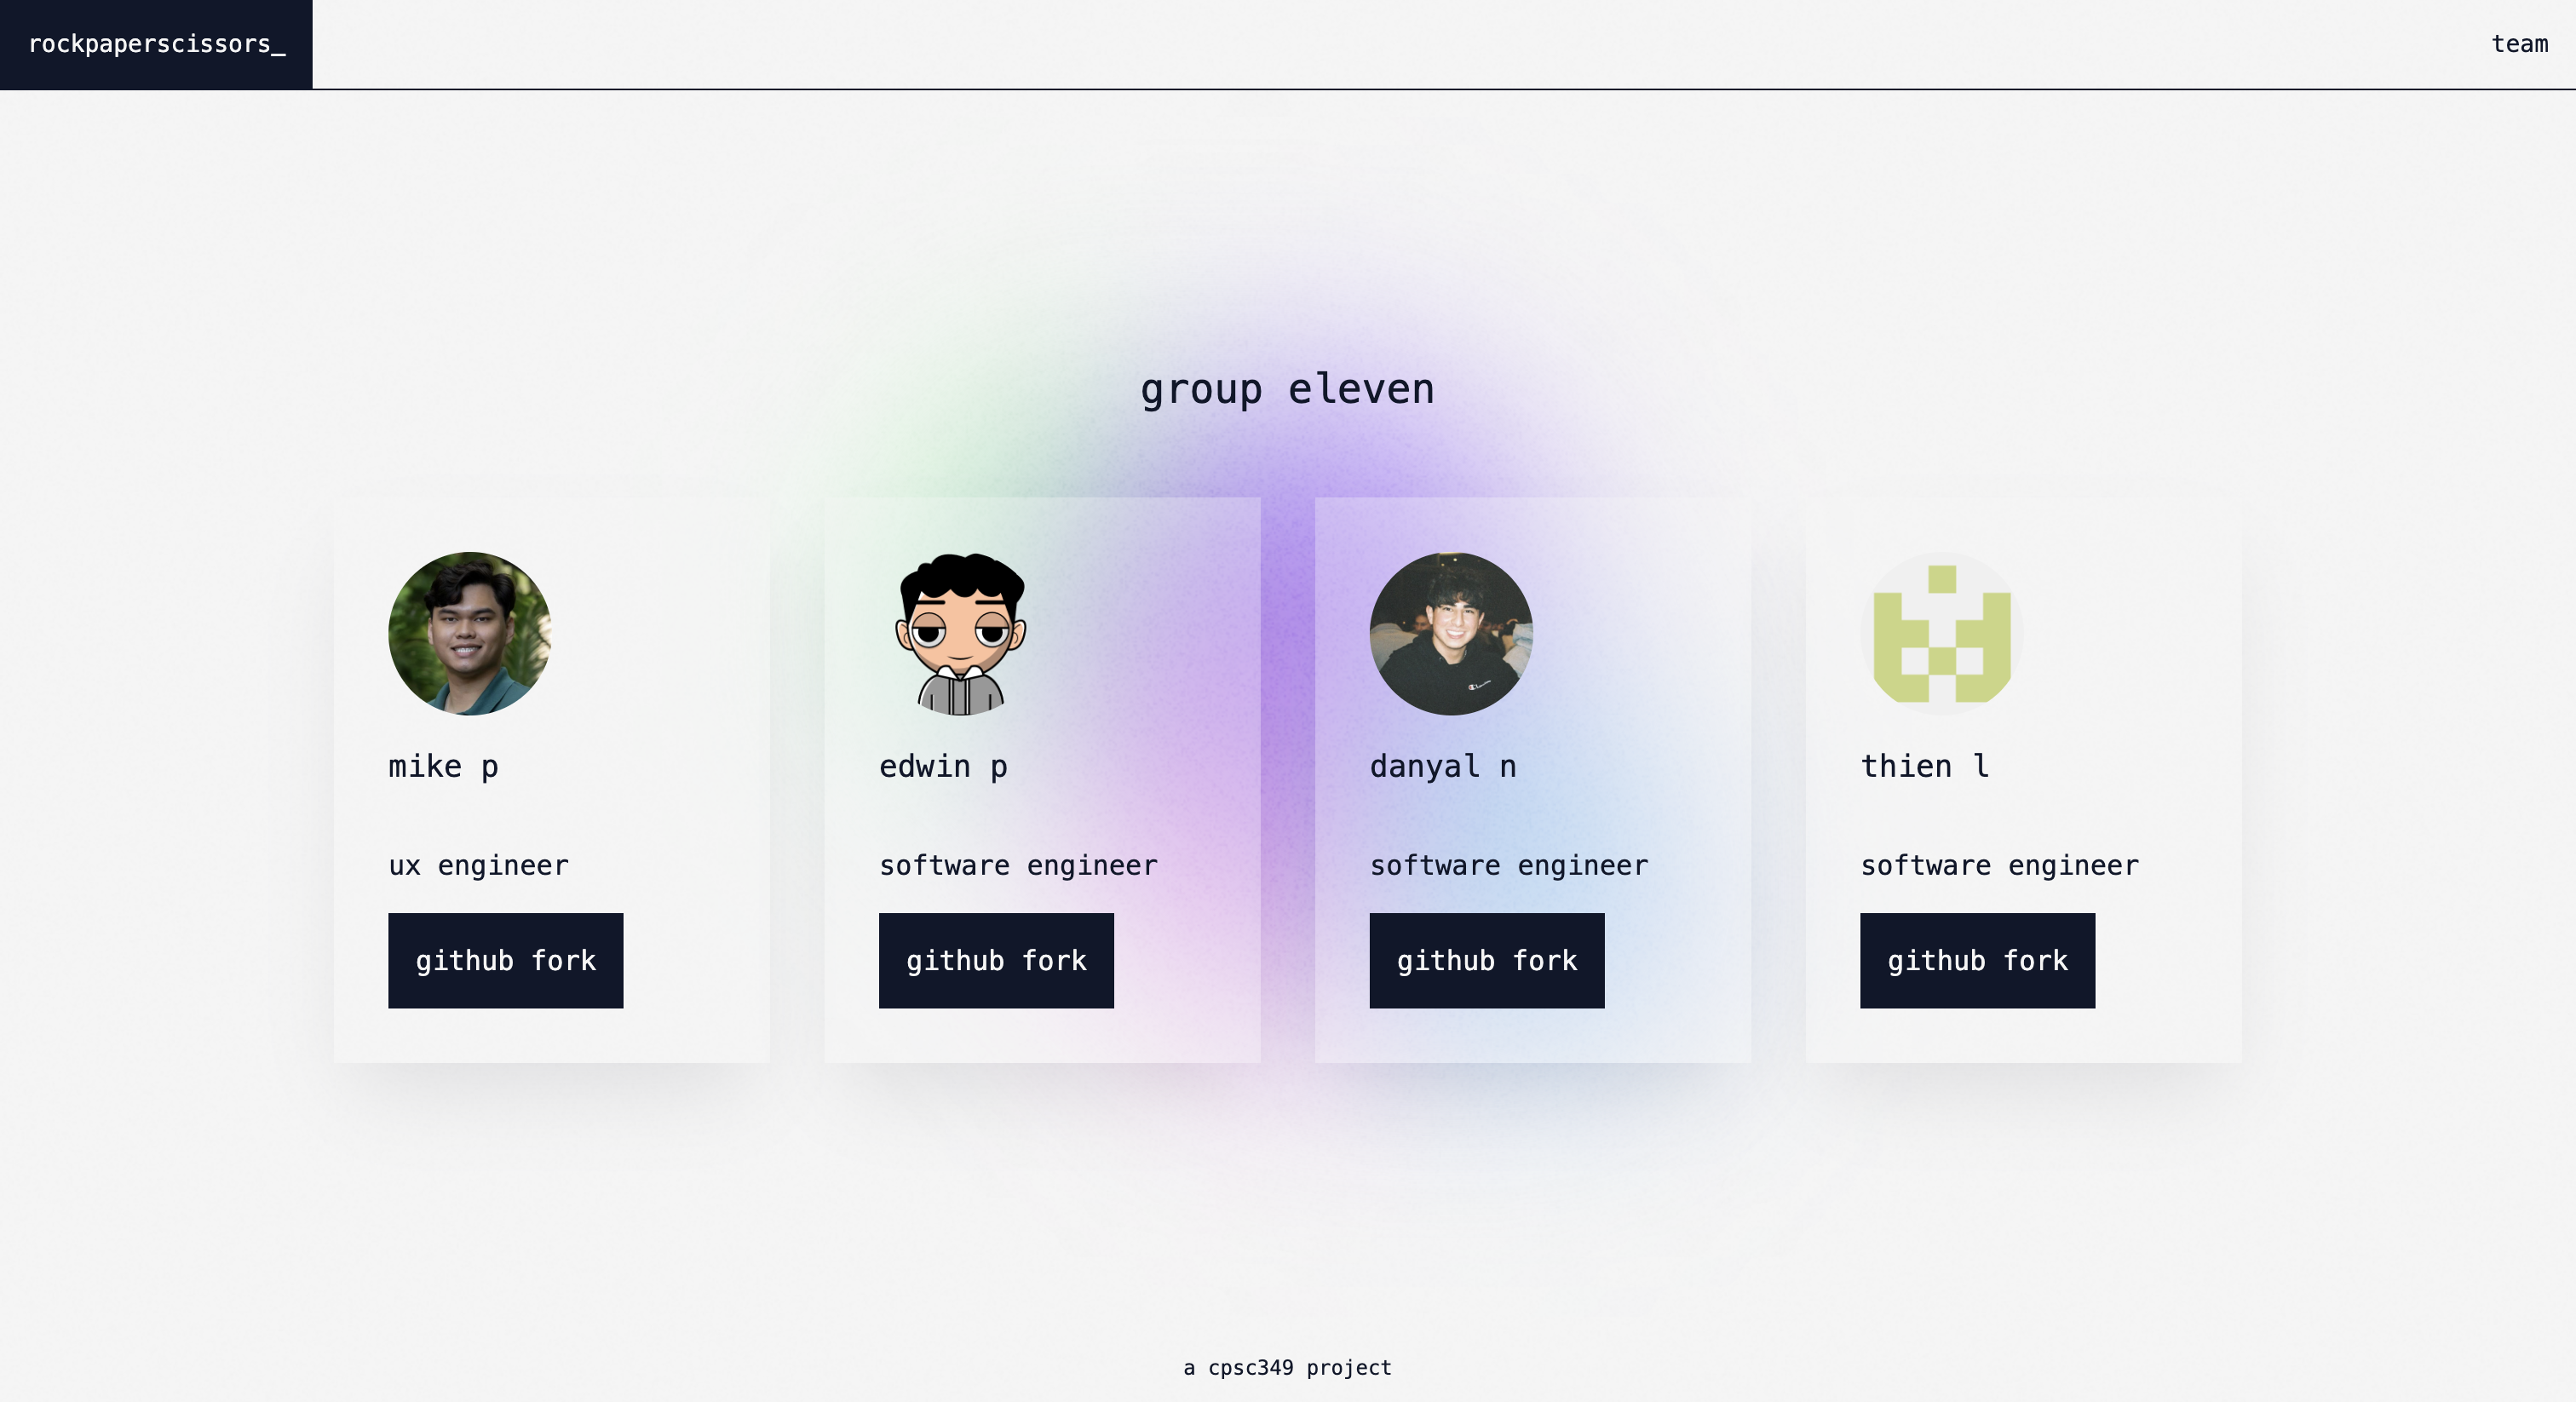 rockpaperscissors_
team
group eleven
mike p
ux engineer
github fork
edwin p
software engineer
github fork
danyal n
software engineer
github fork
thien l
software engineer
github fork
a cpsc349 project